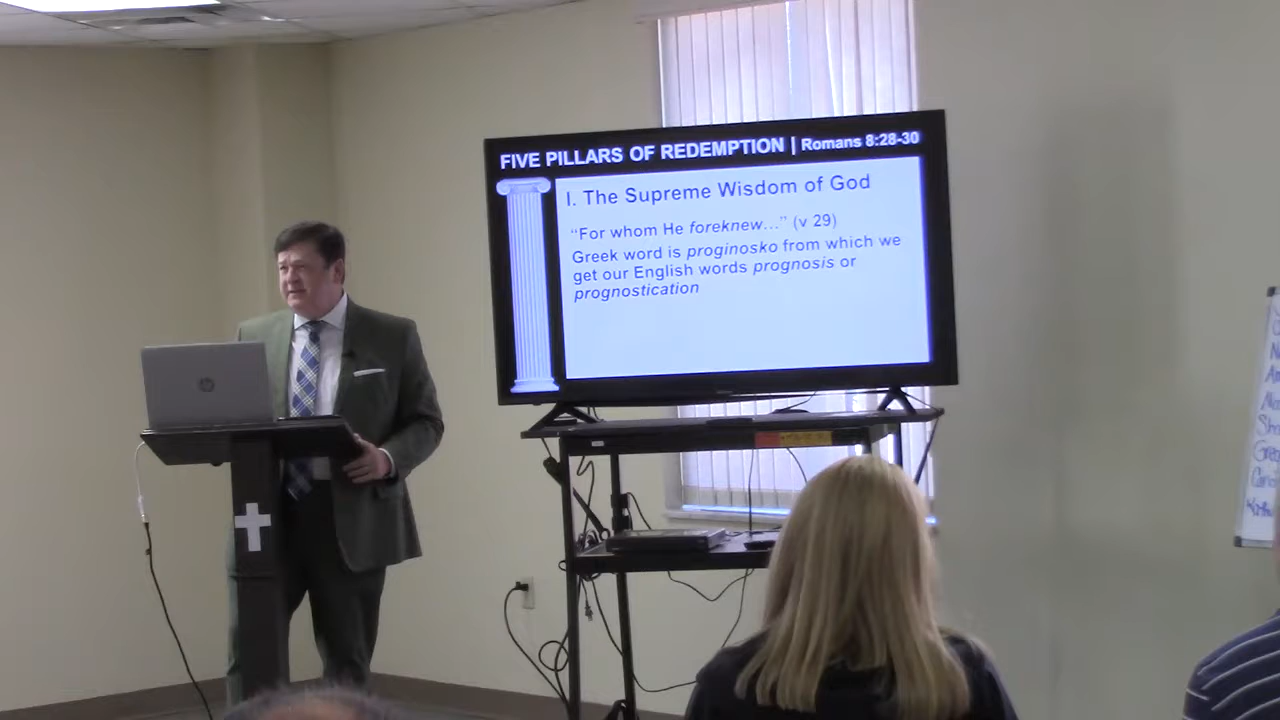 FIVE PILLARS OF REDEMPTION | Romans 8:28-30
I. The Supreme Wisdom of God
“For whom He foreknew…” (v 29)
Greek word is proginosko from which we
get our English words prognosis or
prognostication
hp